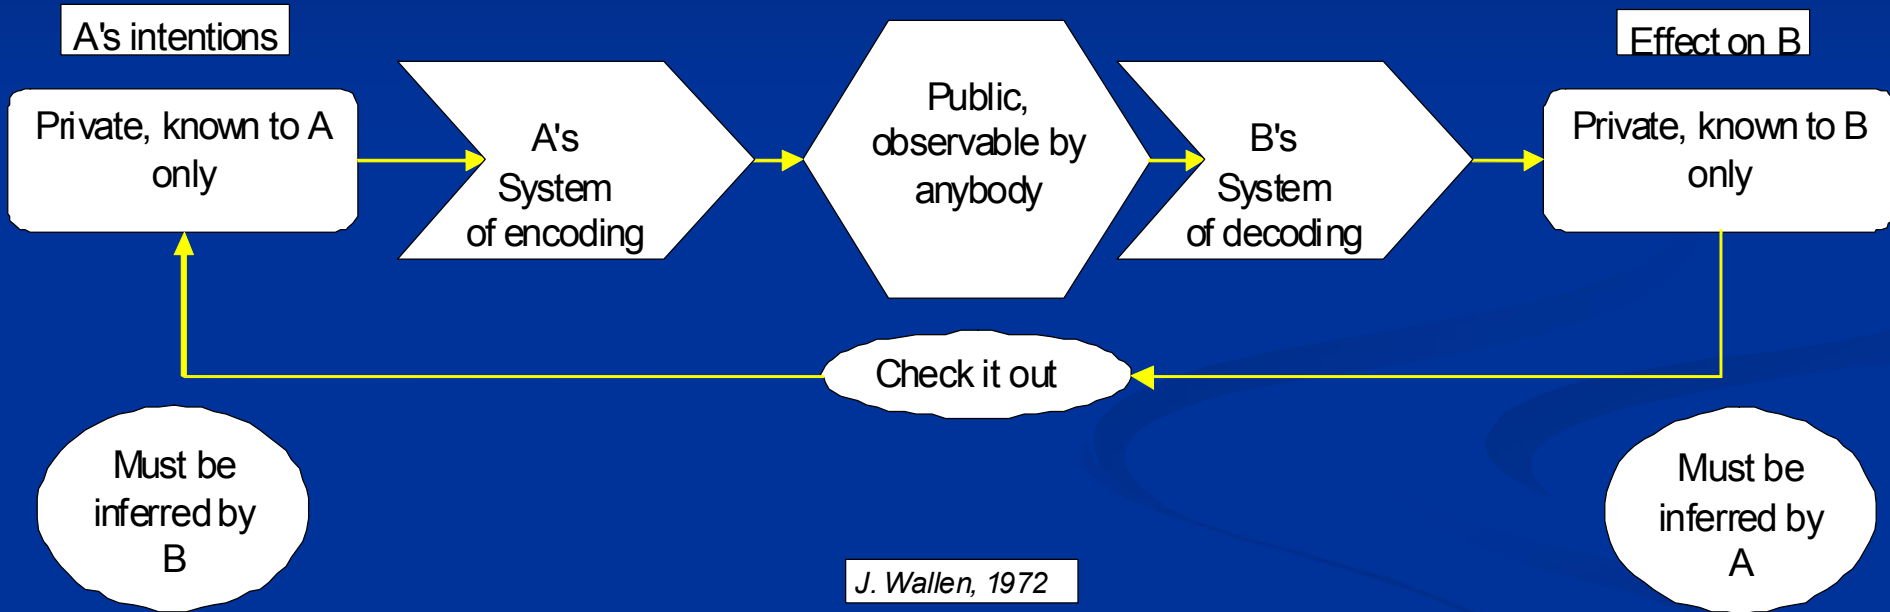 A's intentions
Effect on B
Private, known to A
only
A's
System
of encoding
Public,
observable by
anybody
B's
System
of decoding
Private, known to B
only
Check it out
Must be
inferred by
B
Must be
inferred by
A
J. Wallen, 1972